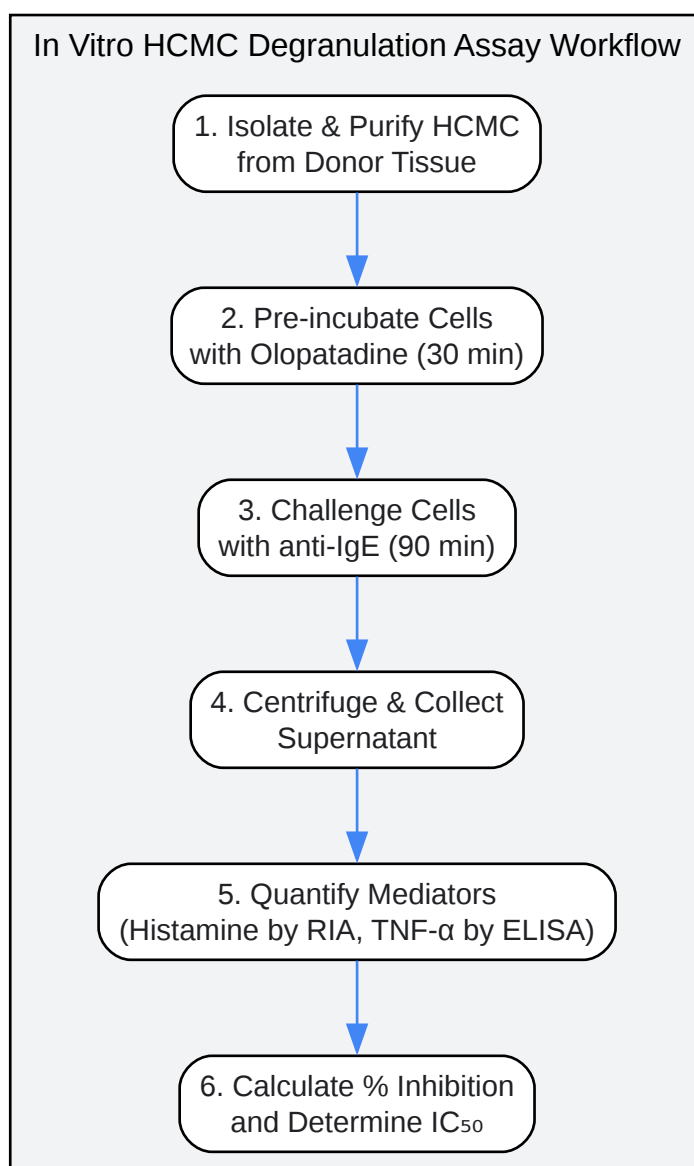 In Vitro HCMC Degranulation Assay Workflow
1. Isolate & Purify HCMC
from Donor Tissue
2. Pre-incubate Cells
with Olopatadine (30 min)
3. Challenge Cells
with anti-IgE (90 min)
4. Centrifuge & Collect
Supernatant
5. Quantify Mediators
(Histamine by RIA, TNF-α by ELISA)
6. Calculate % Inhibition
and Determine IC₅₀